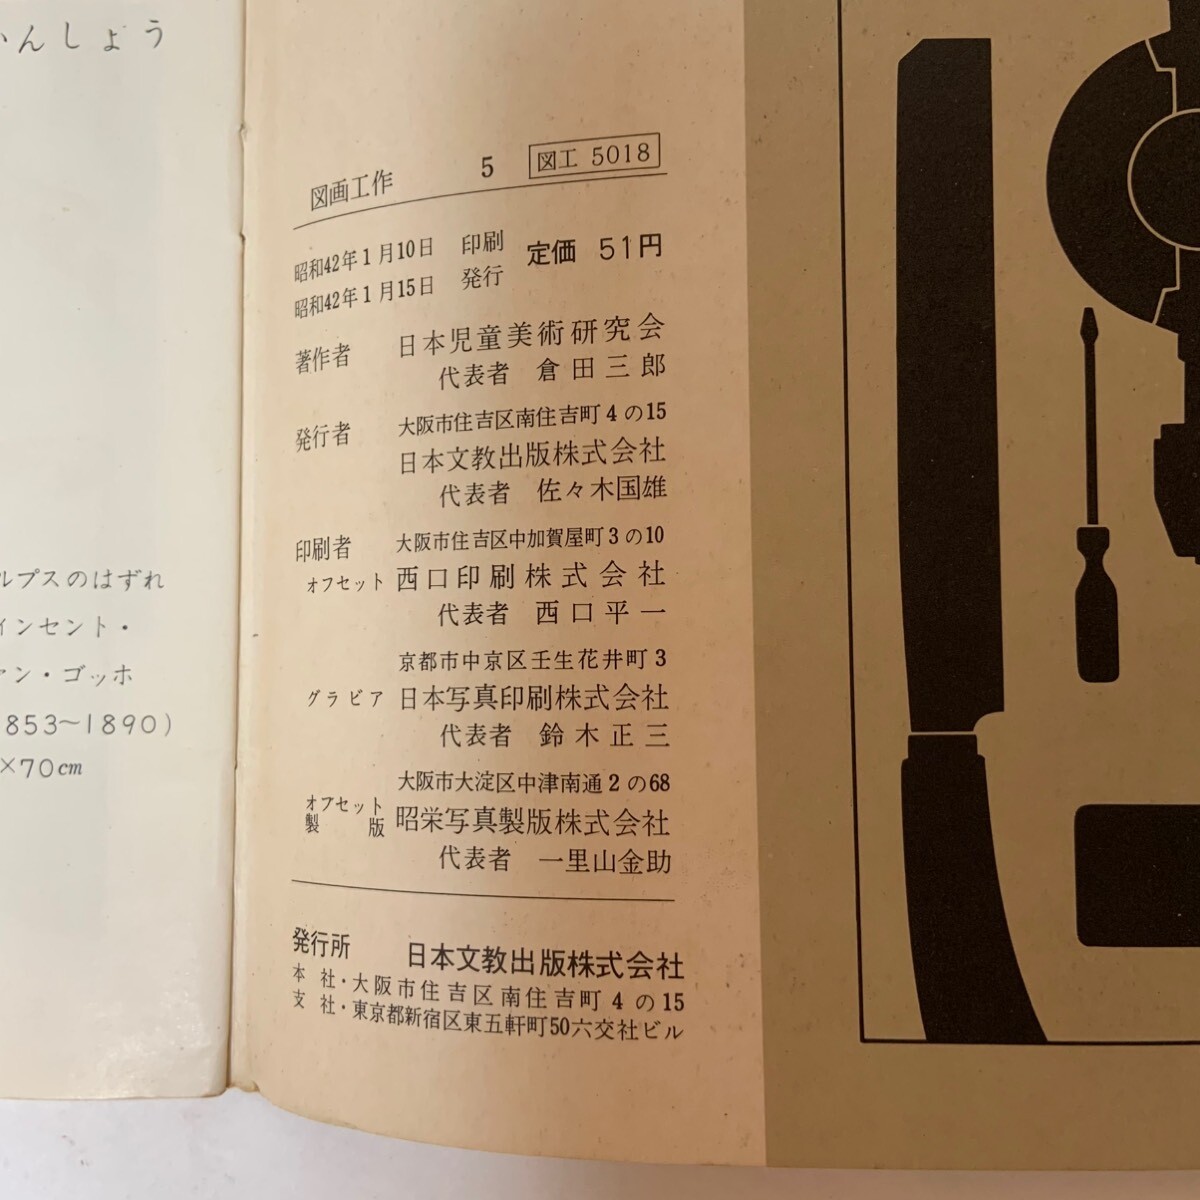 かんしょう
ルプスのはずれ
インセント・
ァン・ゴッホ
853～1890)
×70cm
図画工作 5 図工 5018
昭和42年1月10日 印刷 定価 51円
昭和42年1月15日 発行
著作者 日本児童美術研究会
代表者 倉田三郎
発行者 大阪市住吉区南住吉町4の15
日本文教出版株式会社
代表者 佐々木国雄
印刷者 大阪市住吉区中加賀屋町3の10
オフセット 西口印刷株式会社
代表者 西口平一
京都市中京区壬生花井町3
グラビア 日本写真印刷株式会社
代表者 鈴木正三
大阪市大淀区中津南通2の68
オフセット製版 昭栄写真製版株式会社
代表者 一里山金助
発行所 日本文教出版株式会社
本社・大阪市住吉区南住吉町4の15
支社・東京都新宿区東五軒町50六交社ビル